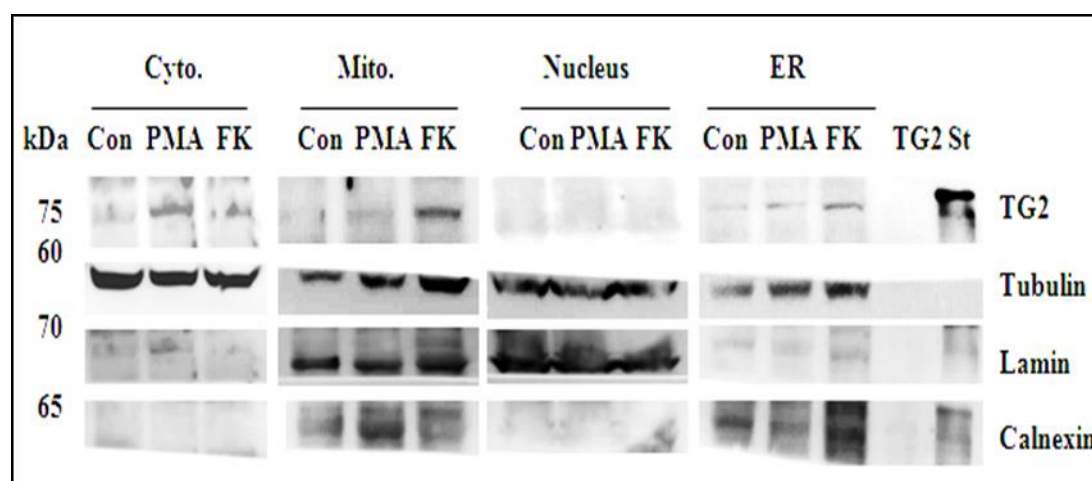 Cyto. Mito. Nucleus ER
kDa Con PMA FK Con PMA FK Con PMA FK Con PMA FK TG2 St
75 TG2
60
Tubulin
70
Lamin
65
Calnexin